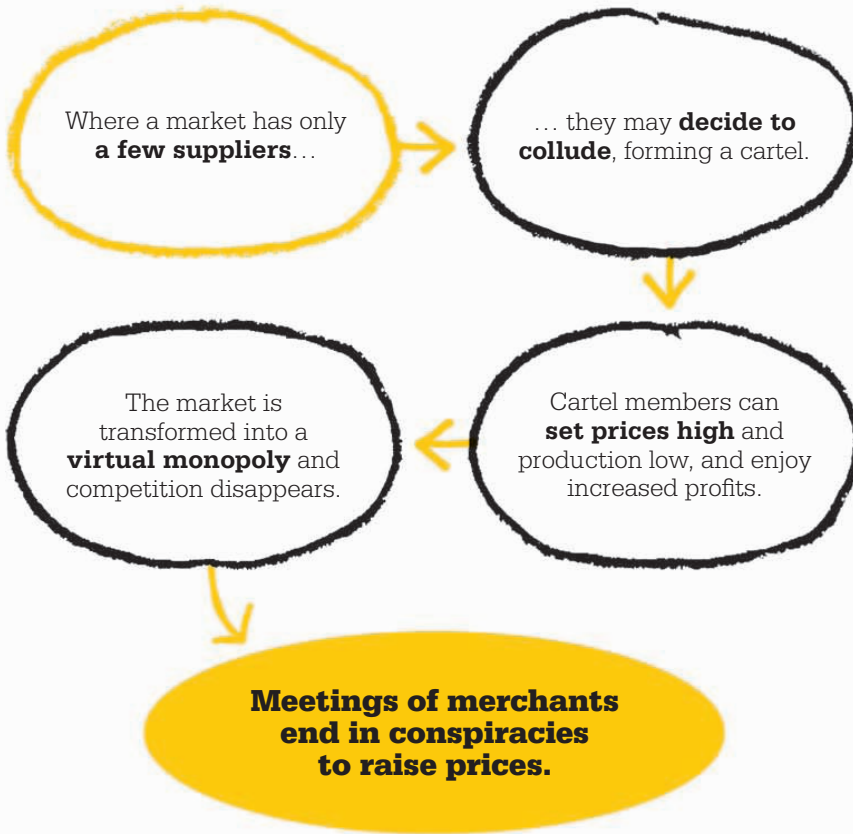 Where a market has only
a few suppliers…
… they may decide to
collude, forming a cartel.
Cartel members can
set prices high and
production low, and enjoy
increased profits.
The market is
transformed into a
virtual monopoly and
competition disappears.
Meetings of merchants
end in conspiracies
to raise prices.